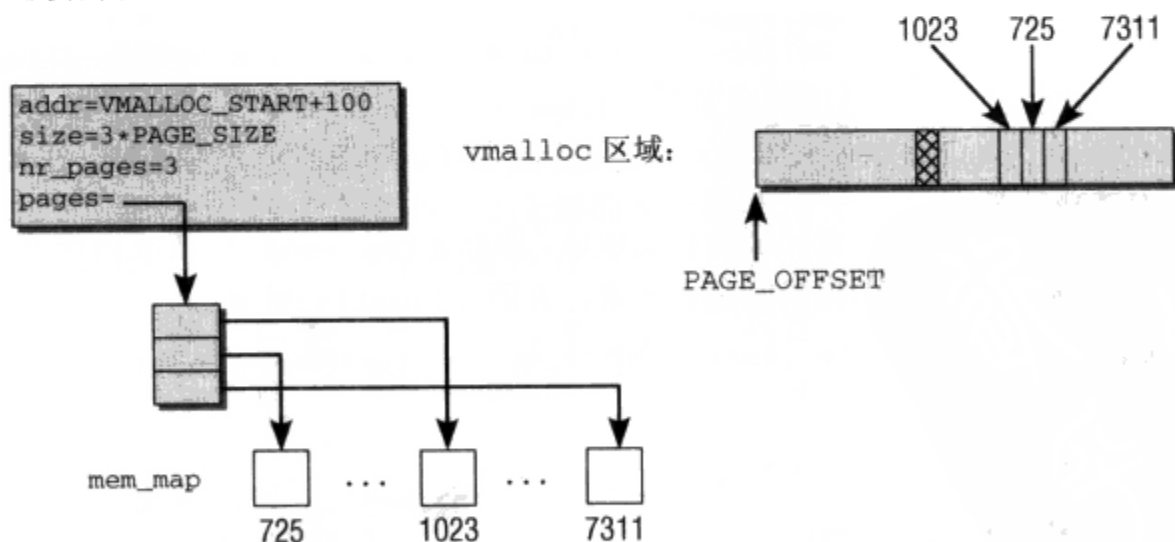 1023 725 7311
addr=VMALLOC_START+100
size=3*PAGE_SIZE
nr_pages=3
pages=
vmalloc 区域:
PAGE_OFFSET
mem_map
... ...
725 1023 7311